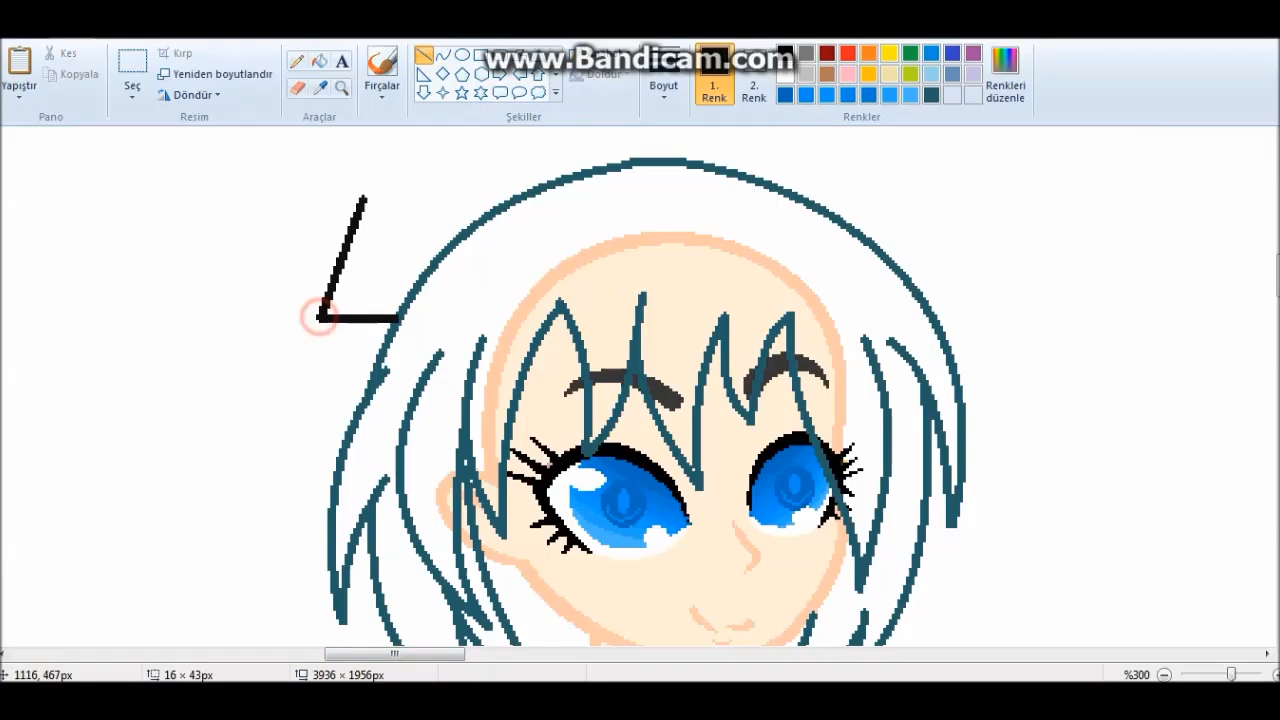 www.Bandicam.com
Kes
Kırp
Kopyala
Yeniden boyutlandır
Yapıştır
Seç
Döndür
A
Fırçalar
Boyut
1.
Renk
2.
Renk
Renkleri
düzenle
Pano
Resim
Araçlar
Şekiller
Renkler
1116, 467px
16 × 43px
3936 × 1956px
%300